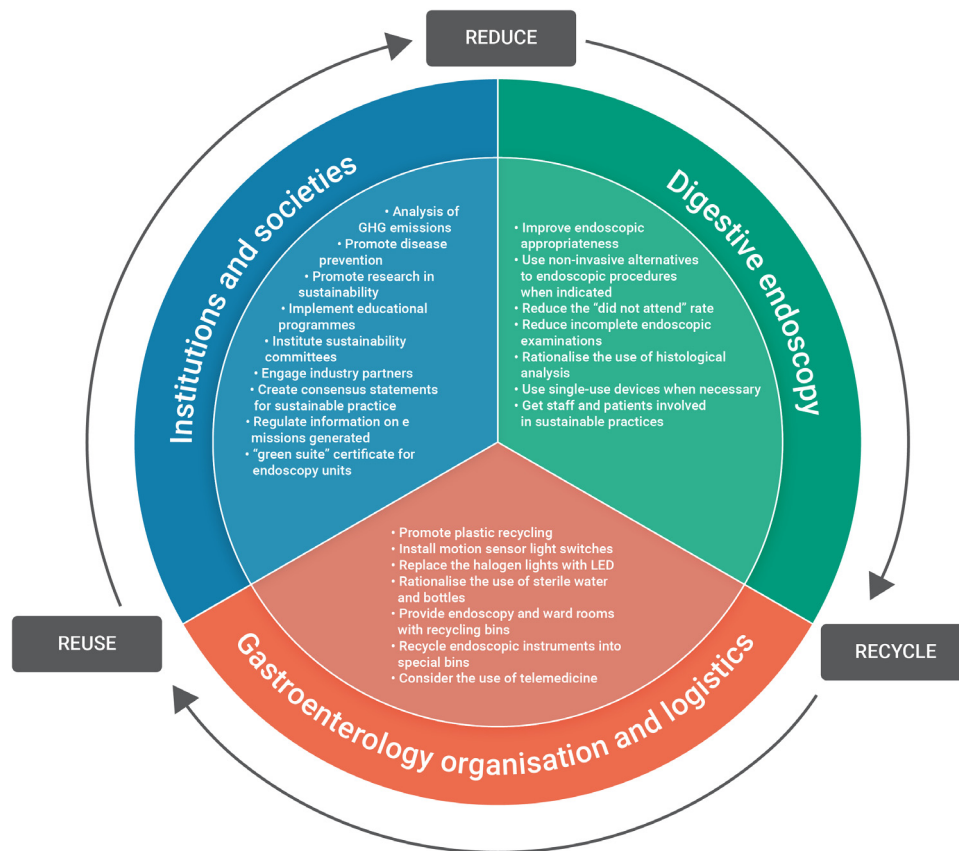 REDUCE
Institutions and societies
• Analysis of
GHG emissions
• Promote disease
prevention
• Promote research in
sustainability
• Implement educational
programmes
• Institute sustainability
committees
• Engage industry partners
• Create consensus statements
for sustainable practice
• Regulate information on e
missions generated
• “green suite” certificate for
endoscopy units
Digestive endoscopy
• Improve endoscopic
appropriateness
• Use non-invasive alternatives
to endoscopic procedures
when indicated
• Reduce the “did not attend” rate
• Reduce incomplete endoscopic
examinations
• Rationalise the use of histological
analysis
• Use single-use devices when necessary
• Get staff and patients involved
in sustainable practices
• Promote plastic recycling
• Install motion sensor light switches
• Replace the halogen lights with LED
• Rationalise the use of sterile water
and bottles
• Provide endoscopy and ward rooms
with recycling bins
• Recycle endoscopic instruments into
special bins
• Consider the use of telemedicine
Gastroenterology organisation and logistics
REUSE
RECYCLE